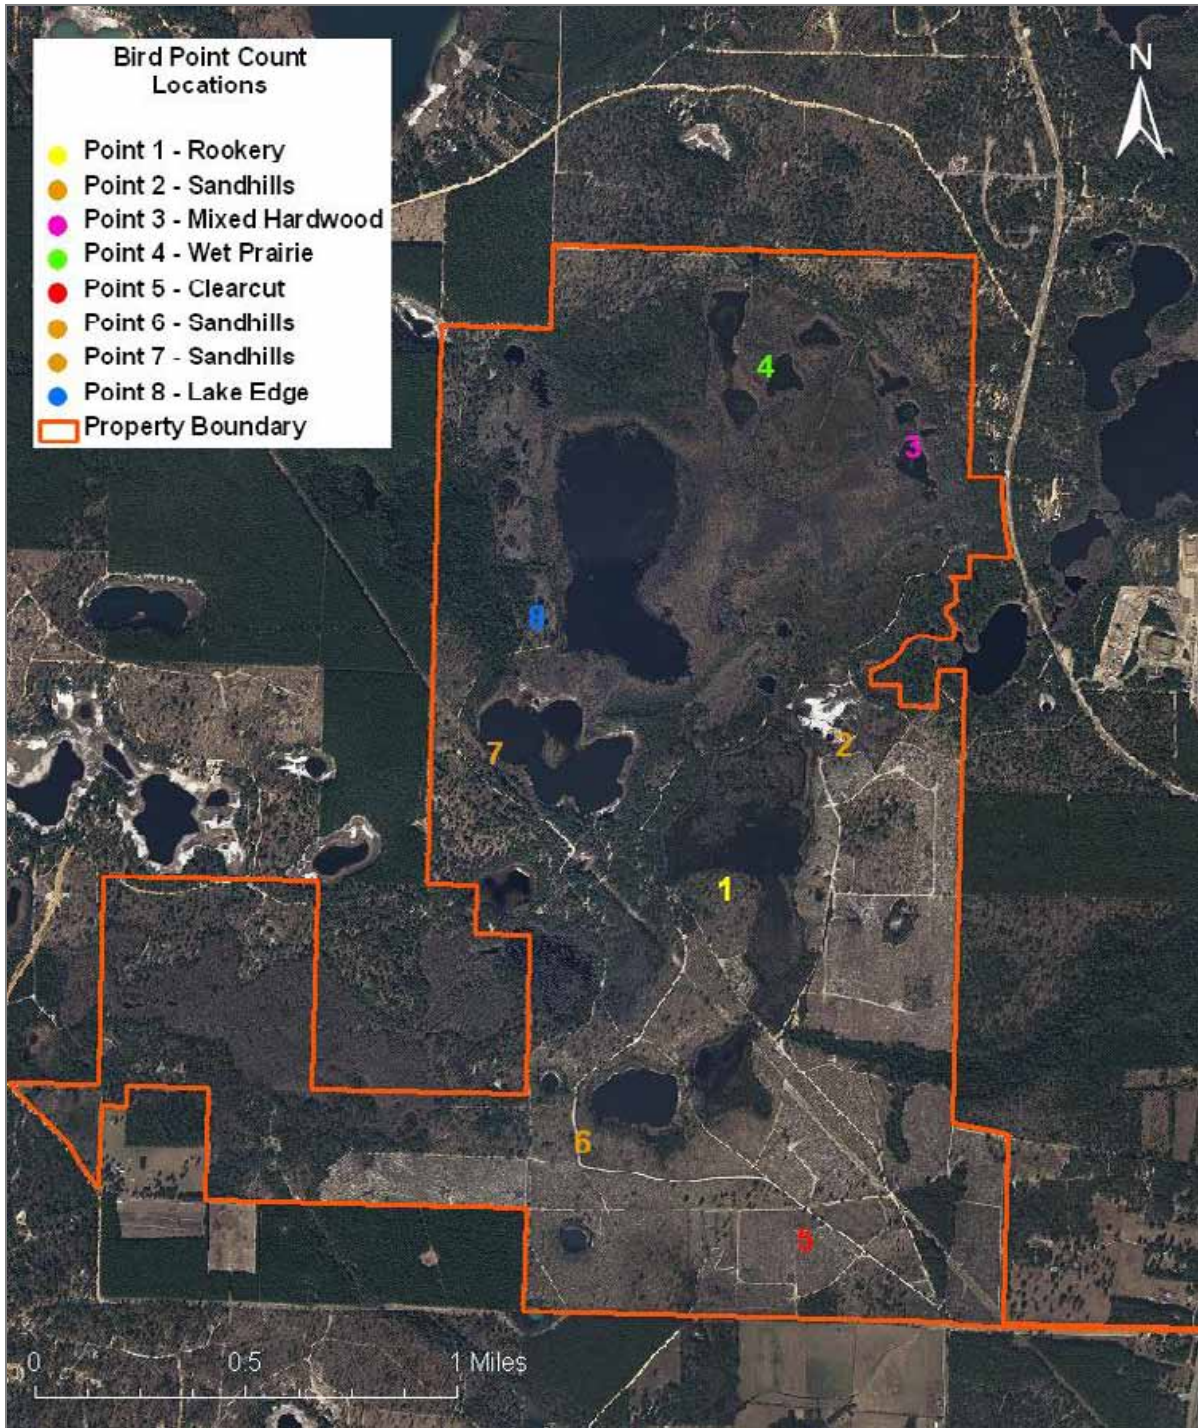 Bird Point Count
Locations
Point 1 - Rookery
Point 2 - Sandhills
Point 3 - Mixed Hardwood
Point 4 - Wet Prairie
Point 5 - Clearcut
Point 6 - Sandhills
Point 7 - Sandhills
Point 8 - Lake Edge
Property Boundary
N
4
3
8
7
2
1
6
5
0 0.5 1 Miles